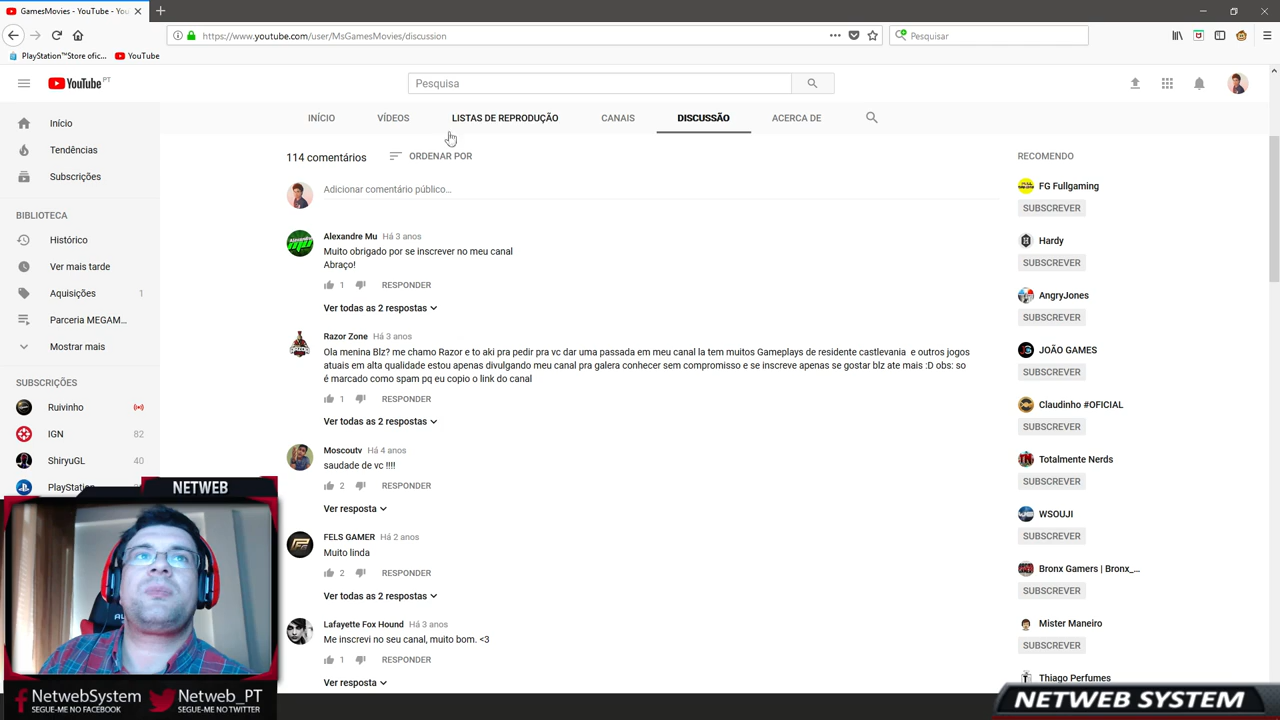 GamesMovies - YouTube - You
https://www.youtube.com/user/MsGamesMovies/discussion
Pesquisar
PlayStation™Store ofic...
YouTube
YouTube PT
Pesquisa
INÍCIO
VÍDEOS
LISTAS DE REPRODUÇÃO
CANAIS
DISCUSSÃO
ACERCA DE
Início
Tendências
Subscrições
BIBLIOTECA
Histórico
Ver mais tarde
Aquisições 1
Parceria MEGAM...
Mostrar mais
SUBSCRIÇÕES
Ruivinho
IGN 82
ShiryuGL 40
PlayStation
114 comentários
ORDENAR POR
Adicionar comentário público...
Alexandre Mu Há 3 anos
Muito obrigado por se inscrever no meu canal
Abraço!
1 RESPONDER
Ver todas as 2 respostas
Razor Zone Há 3 anos
Ola menina Blz? me chamo Razor e to aki pra pedir pra vc dar uma passada em meu canal la tem muitos Gameplays de residente castlevania e outros jogos
atuais em alta qualidade estou apenas divulgando meu canal pra galera conhecer sem compromisso e se inscreve apenas se gostar blz ate mais :D obs: so
é marcado como spam pq eu copio o link do canal
1 RESPONDER
Ver todas as 2 respostas
Moscoutv Há 4 anos
saudade de vc !!!!
2 RESPONDER
Ver resposta
FELS GAMER Há 2 anos
Muito linda
2 RESPONDER
Ver todas as 2 respostas
Lafayette Fox Hound Há 3 anos
Me inscrevi no seu canal, muito bom. <3
1 RESPONDER
Ver resposta
RECOMENDO
FG Fullgaming
SUBSCREVER
Hardy
SUBSCREVER
AngryJones
SUBSCREVER
JOÃO GAMES
SUBSCREVER
Claudinho #OFICIAL
SUBSCREVER
Totalmente Nerds
SUBSCREVER
WSOUJI
SUBSCREVER
Bronx Gamers | Bronx_...
SUBSCREVER
Mister Maneiro
SUBSCREVER
Thiago Perfumes
NETWEB
NetwebSystem
SEGUE-ME NO FACEBOOK
Netweb_PT
SEGUE-ME NO TWITTER
NETWEB SYSTEM